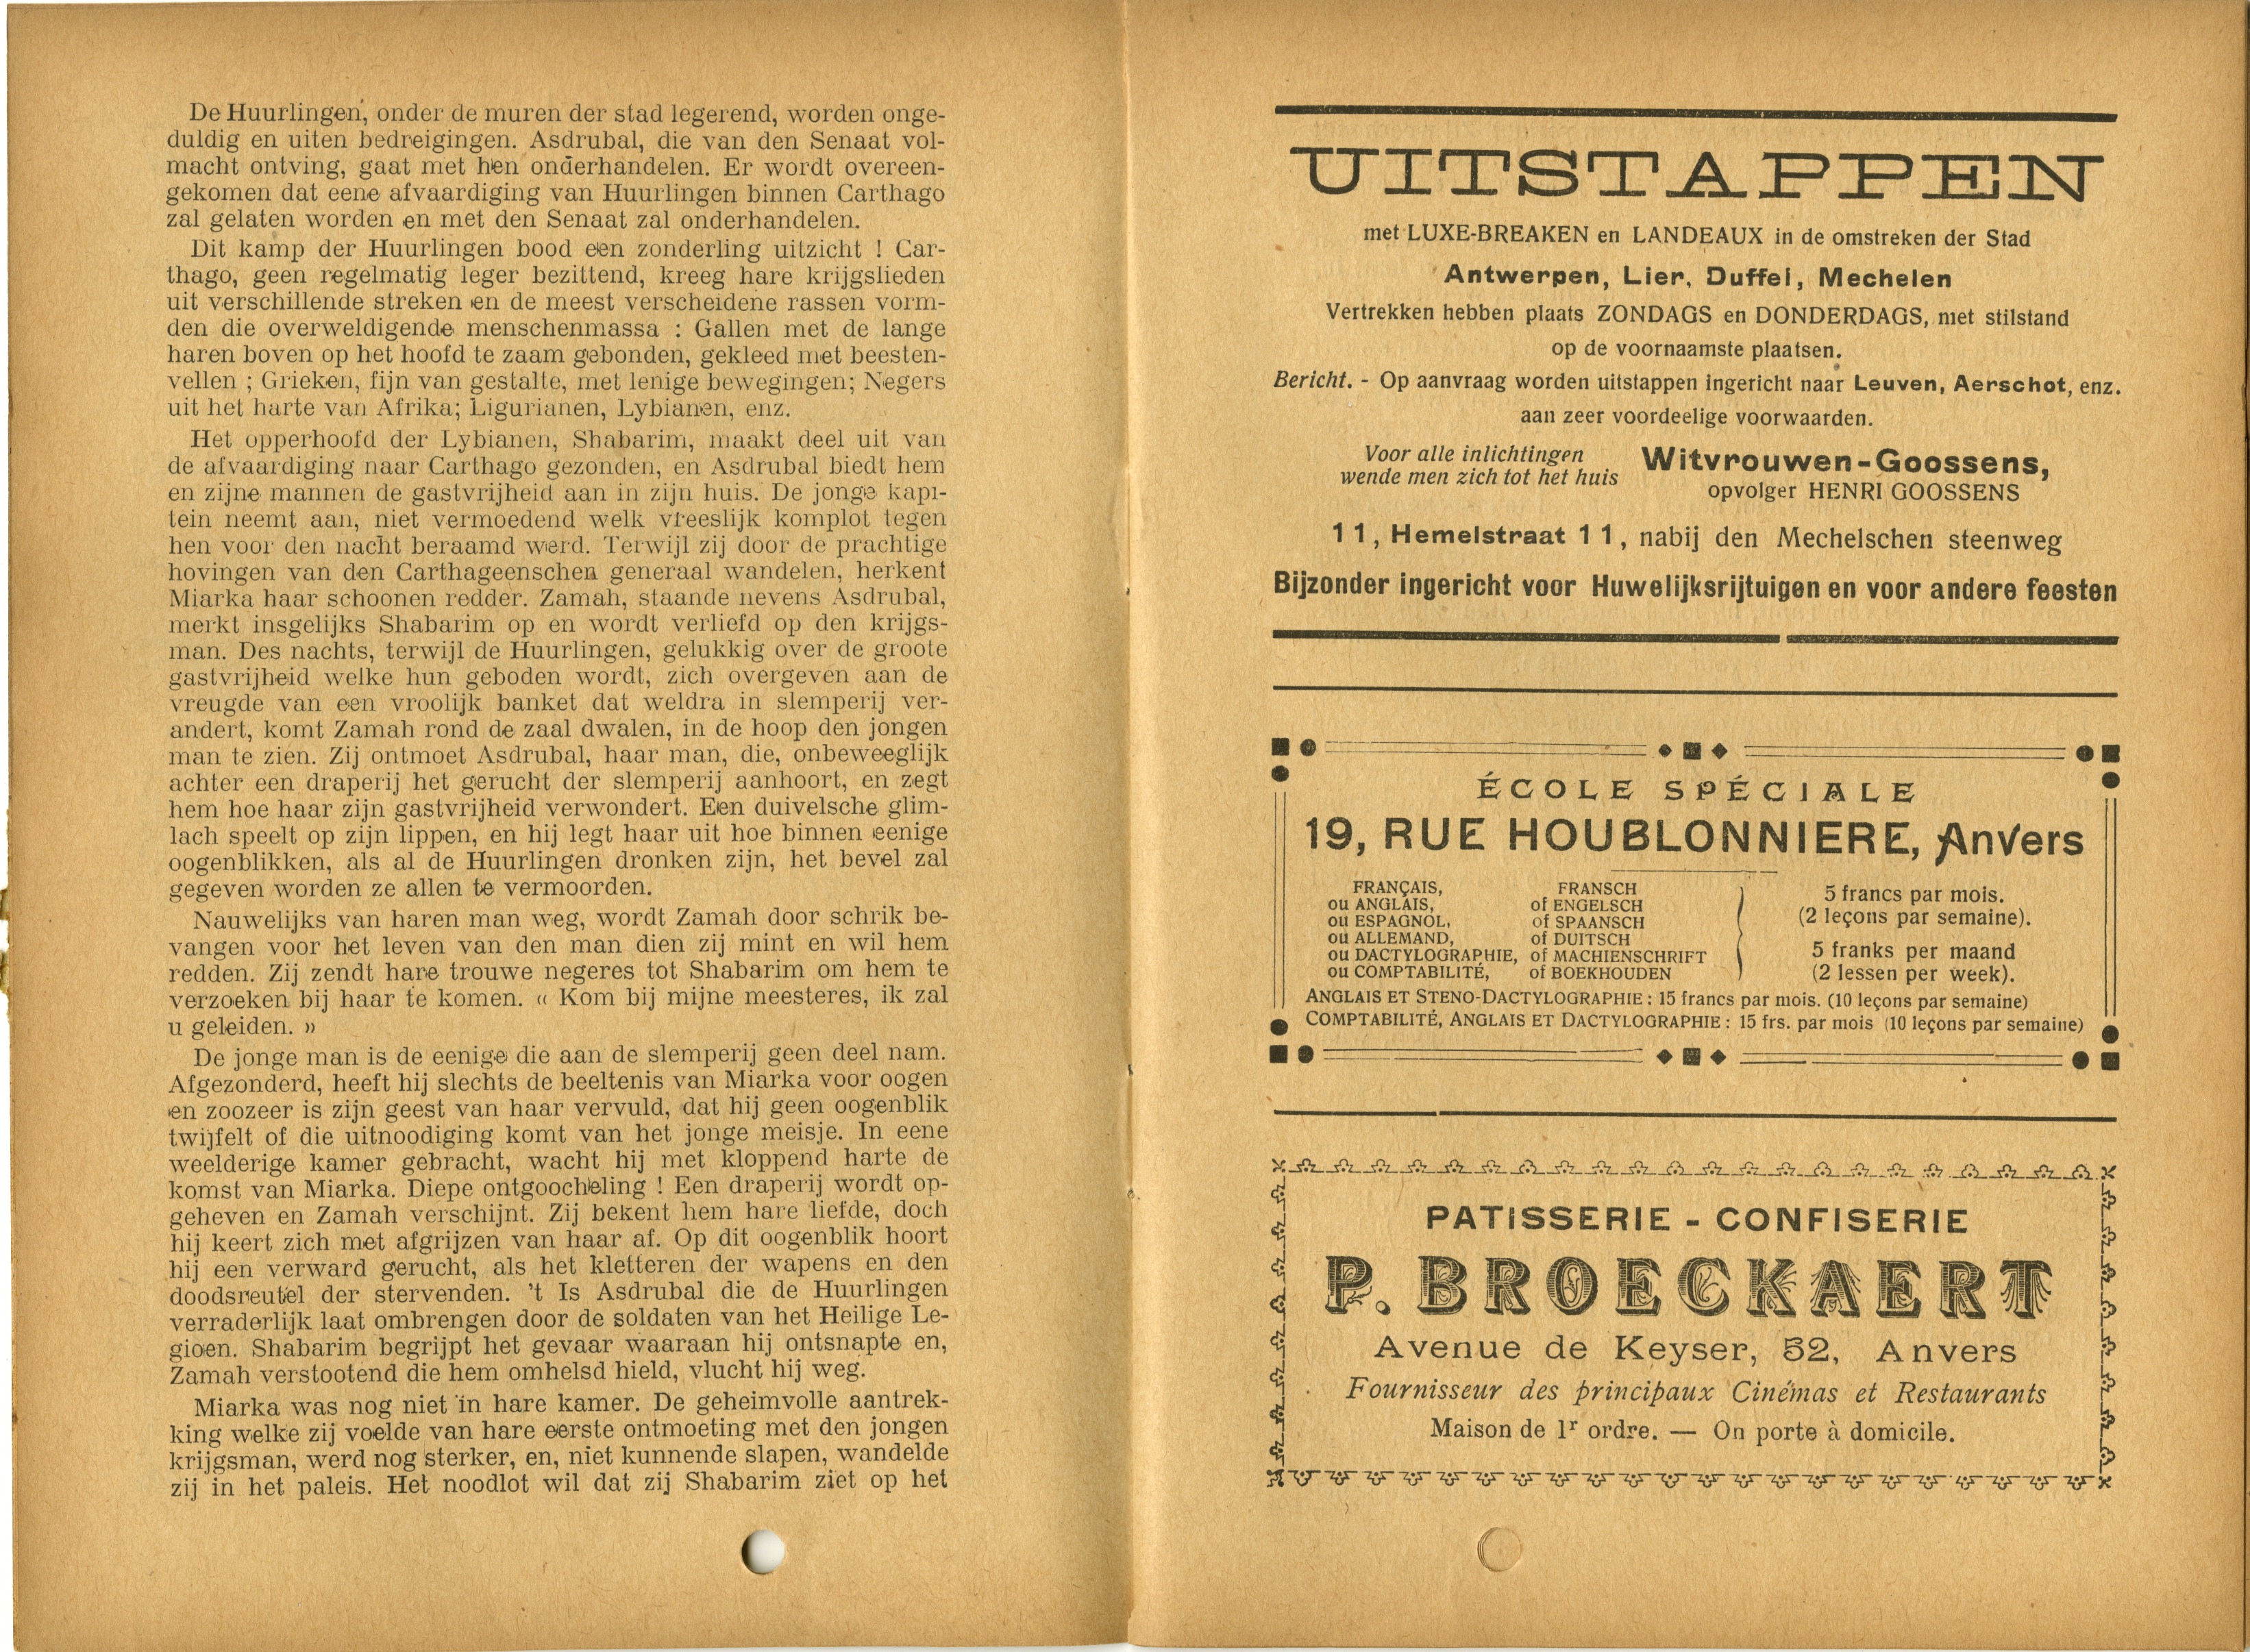 De Huurlingen, onder de muren der stad legerend, worden onge-
duldig en uiten bedreigingen. Asdrubal, die van den Senaat vol-
macht ontving, gaat met hen onderhandelen. Er wordt overeen-
gekomen dat eene afvaardiging van Huurlingen binnen Carthago
zal gelaten worden en met den Senaat zal onderhandelen.
Dit kamp der Huurlingen bood een zonderling uitzicht ! Car-
thago, geen regelmatig leger bezittend, kreeg hare krijgslieden
uit verschillende streken en de meest verscheidene rassen vorm-
den die overweldigende menschenmassa : Gallen met de lange
haren boven op het hoofd te zaam gebonden, gekleed met beesten-
vellen ; Grieken, fijn van gestalte, met lenige bewegingen; Negers
uit het harte van Afrika; Ligurianen, Lybianen, enz.
Het opperhoofd der Lybianen, Shabarim, maakt deel uit van
de afvaardiging naar Carthago gezonden, en Asdrubal biedt hem
en zijne mannen de gastvrijheid aan in zijn huis. De jonge kapi-
tein neemt aan, niet vermoedend welk vreeslijk komplot tegen
hen voor den nacht beraamd werd. Terwijl zij door de prachtige
hovingen van den Carthageenschen generaal wandelen, herkent
Miarka haar schoonen redder. Zamah, staande nevens Asdrubal,
merkt insgelijks Shabarim op en wordt verliefd op den krijgs-
man. Des nachts, terwijl de Huurlingen, gelukkig over de groote
gastvrijheid welke hun geboden wordt, zich overgeven aan de
vreugde van een vroolijk banket dat weldra in slemperij ver-
andert, komt Zamah rond de zaal dwalen, in de hoop den jongen
man te zien. Zij ontmoet Asdrubal, haar man, die, onbeweeglijk
achter een draperij het gerucht der slemperij aanhoort, en zegt
hem hoe haar zijn gastvrijheid verwondert. Een duivelsche glim-
lach speelt op zijn lippen, en hij legt haar uit hoe binnen eenige
oogenblikken, als al de Huurlingen dronken zijn, het bevel zal
gegeven worden ze allen te vermoorden.
Nauwelijks van haren man weg, wordt Zamah door schrik be-
vangen voor het leven van den man dien zij mint en wil hem
redden. Zij zendt hare trouwe negeres tot Shabarim om hem te
verzoeken bij haar te komen. « Kom bij mijne meesteres, ik zal
u geleiden. »
De jonge man is de eenige die aan de slemperij geen deel nam.
Afgezonderd, heeft hij slechts de beeltenis van Miarka voor oogen
en zoozeer is zijn geest van haar vervuld, dat hij geen oogenblik
twijfelt of die uitnoodiging komt van het jonge meisje. In eene
weelderige kamer gebracht, wacht hij met kloppend harte de
komst van Miarka. Diepe ontgoocheling ! Een draperij wordt op-
geheven en Zamah verschijnt. Zij bekent hem hare liefde, doch
hij keert zich met afgrijzen van haar af. Op dit oogenblik hoort
hij een verward gerucht, als het kletteren der wapens en den
doodsreutel der stervenden. 't Is Asdrubal die de Huurlingen
verraderlijk laat ombrengen door de soldaten van het Heilige Le-
gioen. Shabarim begrijpt het gevaar waaraan hij ontsnapte en,
Zamah verstootend die hem omhelsd hield, vlucht hij weg.
Miarka was nog niet in hare kamer. De geheimvolle aantrek-
king welke zij voelde van hare eerste ontmoeting met den jongen
krijgsman, werd nog sterker, en, niet kunnende slapen, wandelde
zij in het paleis. Het noodlot wil dat zij Shabarim ziet op het
UITSTAPPEN
met LUXE-BREAKEN en LANDEAUX in de omstreken der Stad
Antwerpen, Lier, Duffel, Mechelen
Vertrekken hebben plaats ZONDAGS en DONDERDAGS, met stilstand
op de voornaamste plaatsen.
Bericht. - Op aanvraag worden uitstappen ingericht naar Leuven, Aerschot, enz.
aan zeer voordeelige voorwaarden.
Voor alle inlichtingen
wende men zich tot het huis
Witvrouwen-Goossens,
opvolger HENRI GOOSSENS
11, Hemelstraat 11, nabij den Mechelschen steenweg
Bijzonder ingericht voor Huwelijksrijtuigen en voor andere feesten
ÉCOLE SPÉCIALE
19, RUE HOUBLONNIERE, Anvers
FRANÇAIS, FRANSCH
ou ANGLAIS, of ENGELSCH
ou ESPAGNOL, of SPAANSCH
ou ALLEMAND, of DUITSCH
ou DACTYLOGRAPHIE, of MACHIENSCHRIFT
ou COMPTABILITÉ, of BOEKHOUDEN
5 francs par mois.
(2 leçons par semaine).
5 franks per maand
(2 lessen per week).
ANGLAIS ET STENO-DACTYLOGRAPHIE : 15 francs par mois. (10 leçons par semaine)
COMPTABILITÉ, ANGLAIS ET DACTYLOGRAPHIE : 15 frs. par mois (10 leçons par semaine)
PATISSERIE - CONFISERIE
P. BROECKAERT
Avenue de Keyser, 52, Anvers
Fournisseur des principaux Cinémas et Restaurants
Maison de 1r ordre. — On porte à domicile.